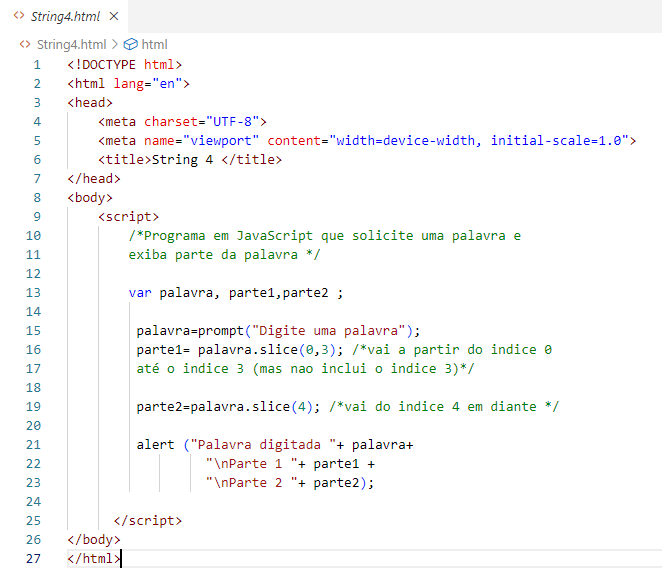 String4.html ×
String4.html > html
1 <!DOCTYPE html>
2 <html lang="en">
3 <head>
4     <meta charset="UTF-8">
5     <meta name="viewport" content="width=device-width, initial-scale=1.0">
6     <title>String 4 </title>
7 </head>
8 <body>
9     <script>
10         /*Programa em JavaScript que solicite uma palavra e
11         exiba parte da palavra */
12
13         var palavra, parte1,parte2 ;
14
15          palavra=prompt("Digite uma palavra");
16          parte1= palavra.slice(0,3); /*vai a partir do indice 0
17          até o indice 3 (mas nao inclui o indice 3)*/
18
19          parte2=palavra.slice(4); /*vai do indice 4 em diante */
20
21          alert ("Palavra digitada "+ palavra+
22                   "\nParte 1 "+ parte1 +
23                   "\nParte 2 "+ parte2);
24
25       </script>
26 </body>
27 </html>